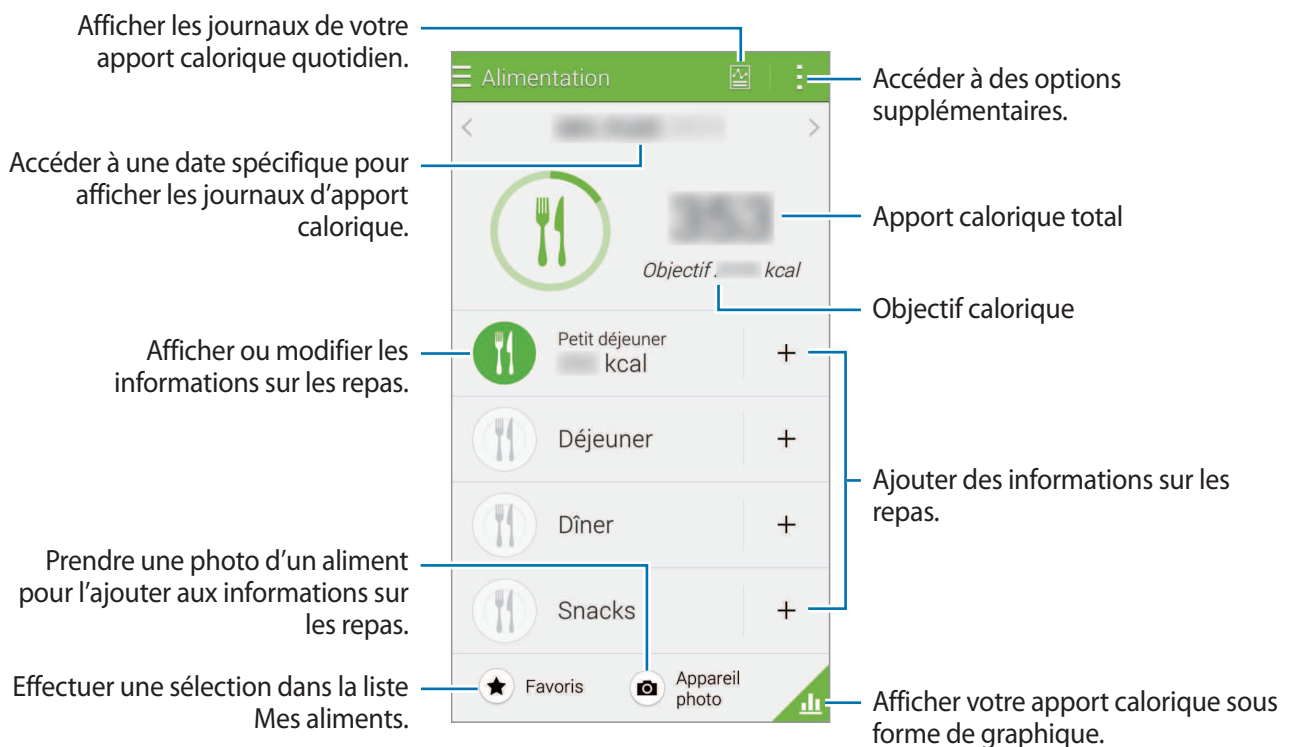 Afficher les journaux de votre
apport calorique quotidien.
Accéder à une date spécifique pour
afficher les journaux d’apport
calorique.
Afficher ou modifier les
informations sur les repas.
Prendre une photo d’un aliment
pour l’ajouter aux informations sur
les repas.
Effectuer une sélection dans la liste
Mes aliments.
Alimentation
353
Objectif kcal
Petit déjeuner
kcal
+
Déjeuner
+
Dîner
+
Snacks
+
Favoris
Appareil
photo
Accéder à des options
supplémentaires.
Apport calorique total
Objectif calorique
Ajouter des informations sur les
repas.
Afficher votre apport calorique sous
forme de graphique.